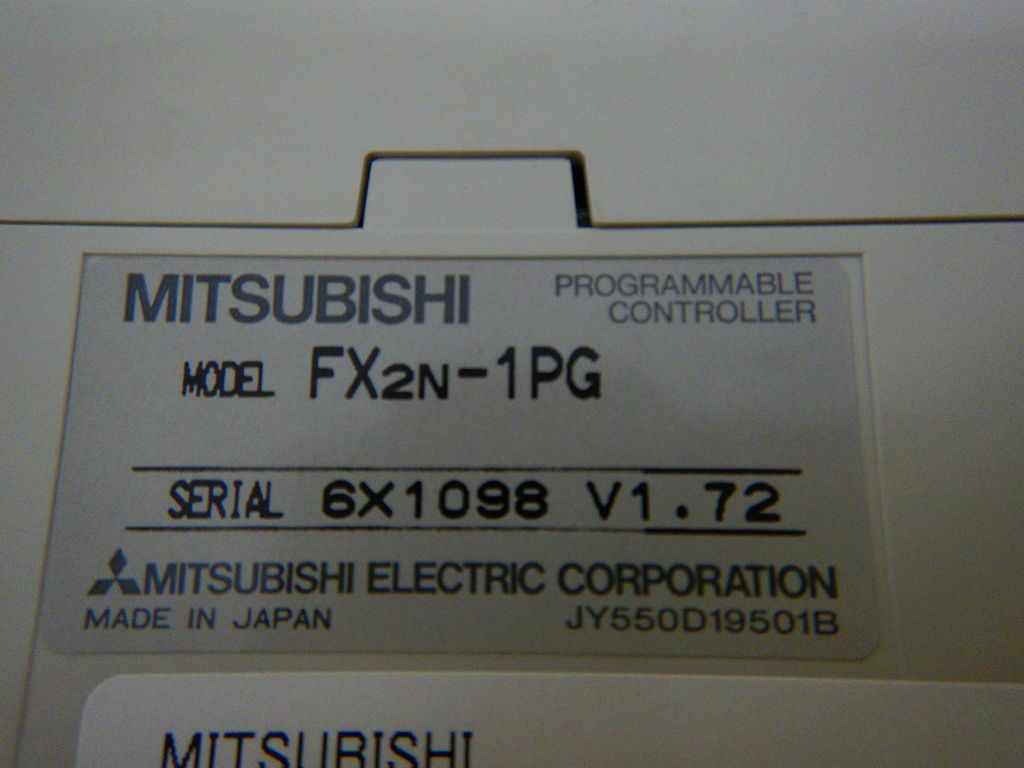 MITSUBISHI PROGRAMMABLE
CONTROLLER
MODEL FX2N-1PG
SERIAL 6X1098 V1.72
MITSUBISHI ELECTRIC CORPORATION
MADE IN JAPAN JY550D19501B
MITSUBISHI